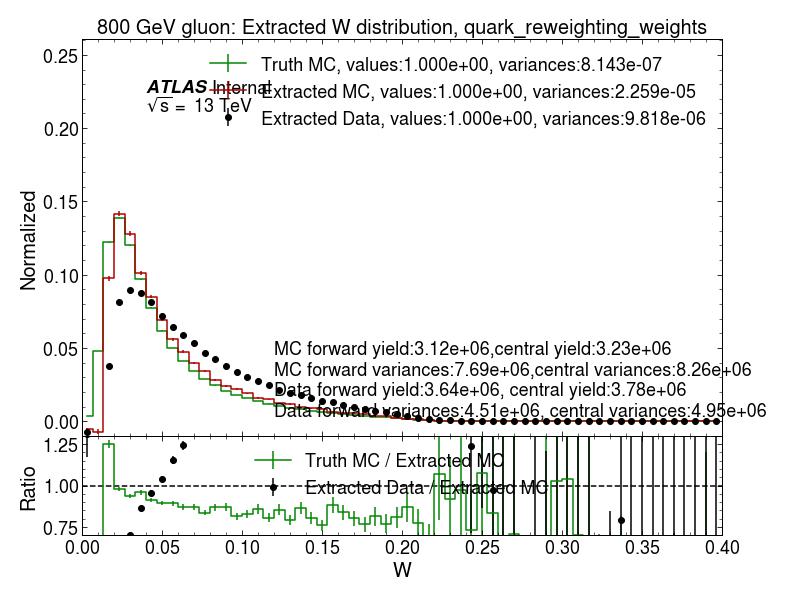 800 GeV gluon: Extracted W distribution, quark_reweighting_weights
Truth MC, values:1.000e+00, variances:8.143e-07
ATLAS Internal
Extracted MC, values:1.000e+00, variances:2.259e-05
√s = 13 TeV
Extracted Data, values:1.000e+00, variances:9.818e-06
0.25
0.20
0.15
0.10
0.05
0.00
Normalized
MC forward yield:3.12e+06,central yield:3.23e+06
MC forward variances:7.69e+06,central variances:8.26e+06
Data forward yield:3.64e+06, central yield:3.78e+06
Data forward variances:4.51e+06, central variances:4.95e+06
1.25
1.00
0.75
Ratio
Truth MC / Extracted MC
Extracted Data / Extracted MC
0.00 0.05 0.10 0.15 0.20 0.25 0.30 0.35 0.40
W